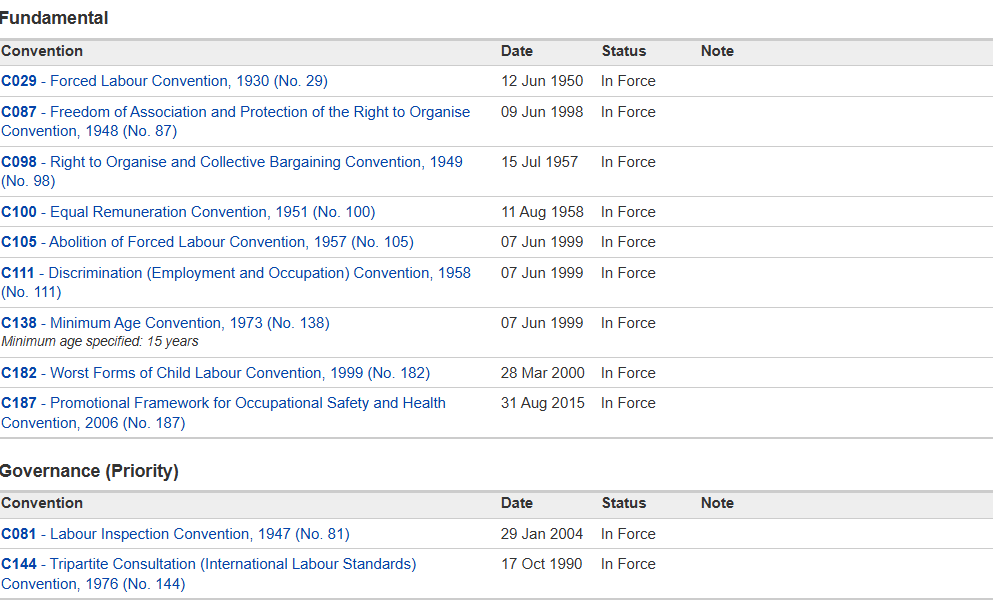 Fundamental
Convention Date Status Note
C029 - Forced Labour Convention, 1930 (No. 29) 12 Jun 1950 In Force
C087 - Freedom of Association and Protection of the Right to Organise 09 Jun 1998 In Force
Convention, 1948 (No. 87)
C098 - Right to Organise and Collective Bargaining Convention, 1949 15 Jul 1957 In Force
(No. 98)
C100 - Equal Remuneration Convention, 1951 (No. 100) 11 Aug 1958 In Force
C105 - Abolition of Forced Labour Convention, 1957 (No. 105) 07 Jun 1999 In Force
C111 - Discrimination (Employment and Occupation) Convention, 1958 07 Jun 1999 In Force
(No. 111)
C138 - Minimum Age Convention, 1973 (No. 138) 07 Jun 1999 In Force
Minimum age specified: 15 years
C182 - Worst Forms of Child Labour Convention, 1999 (No. 182) 28 Mar 2000 In Force
C187 - Promotional Framework for Occupational Safety and Health 31 Aug 2015 In Force
Convention, 2006 (No. 187)
Governance (Priority)
Convention Date Status Note
C081 - Labour Inspection Convention, 1947 (No. 81) 29 Jan 2004 In Force
C144 - Tripartite Consultation (International Labour Standards) 17 Oct 1990 In Force
Convention, 1976 (No. 144)